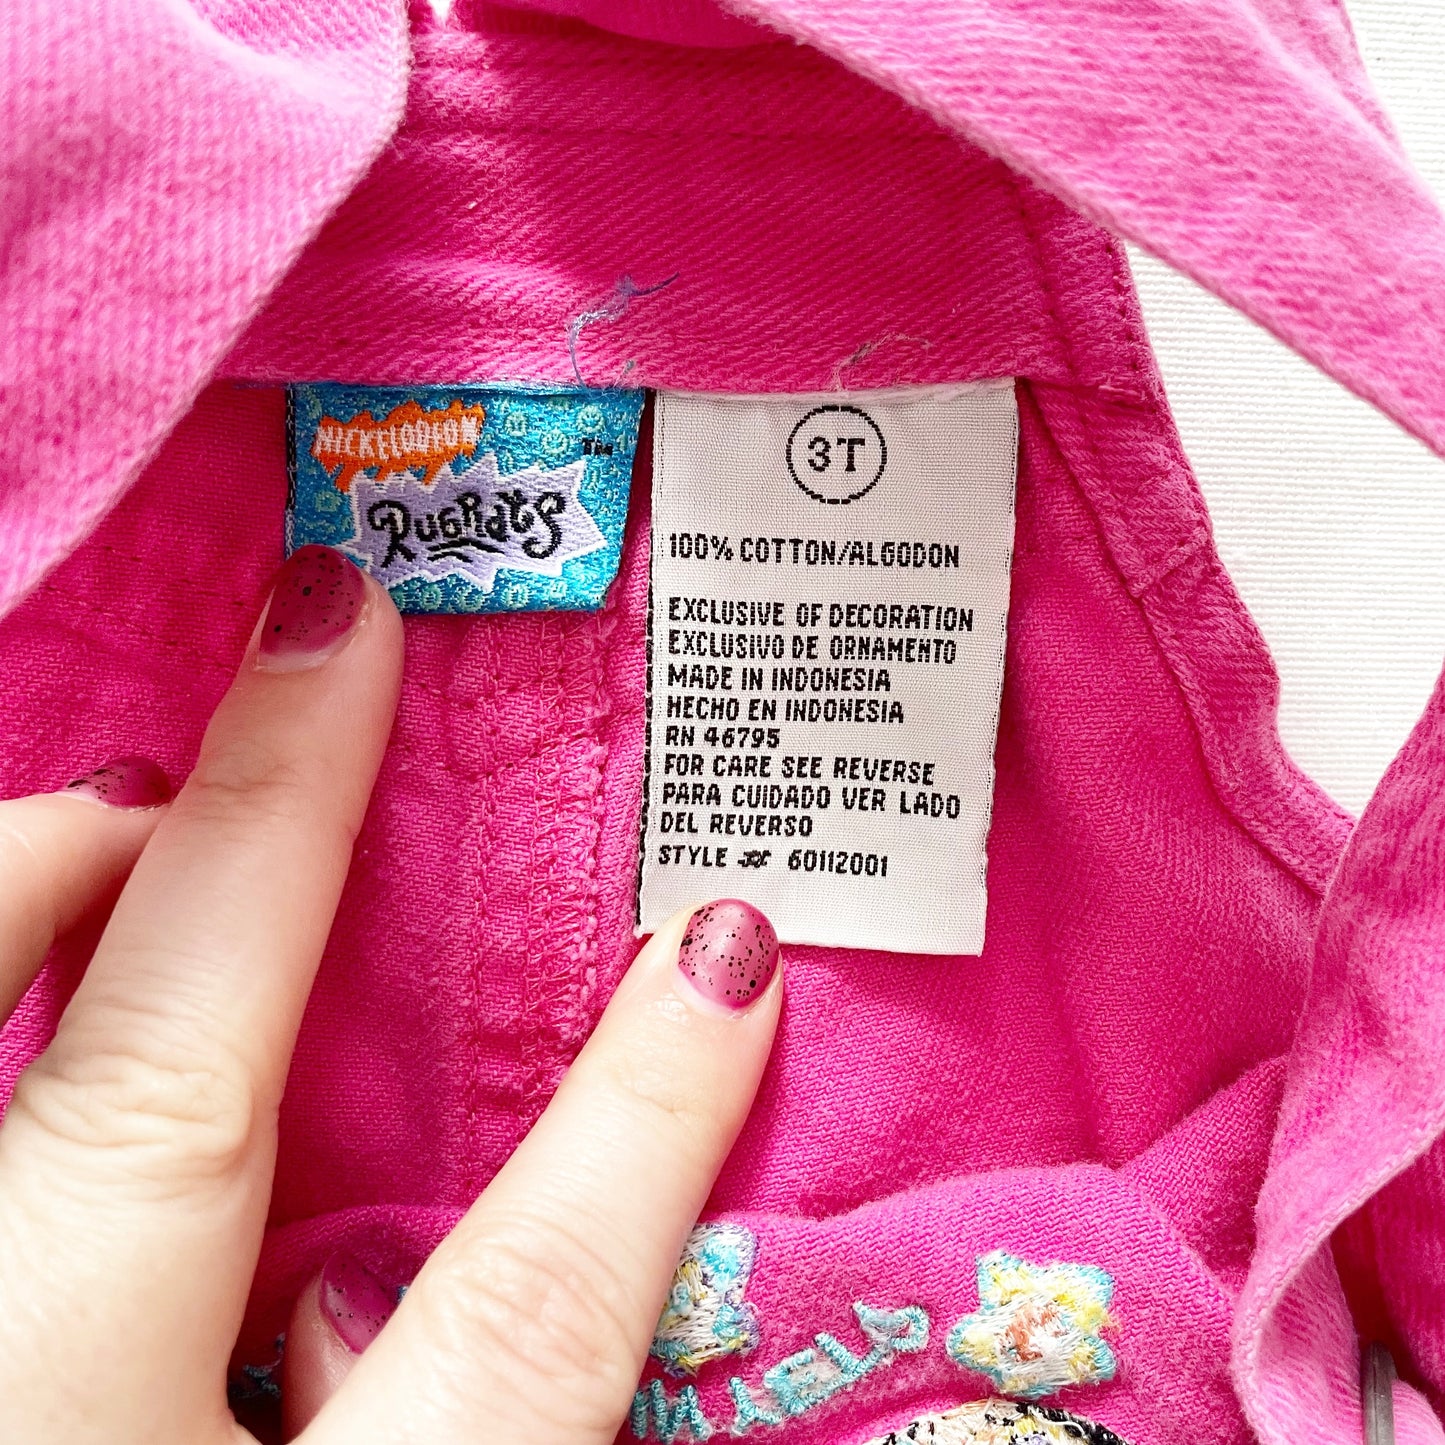 NICKELODEON
TM
RUGRATS
3T
100% COTTON/ALGODON
EXCLUSIVE OF DECORATION
EXCLUSIVO DE ORNAMENTO
MADE IN INDONESIA
HECHO EN INDONESIA
RN 46795
FOR CARE SEE REVERSE
PARA CUIDADO VER LADO
DEL REVERSO
STYLE # 60112001